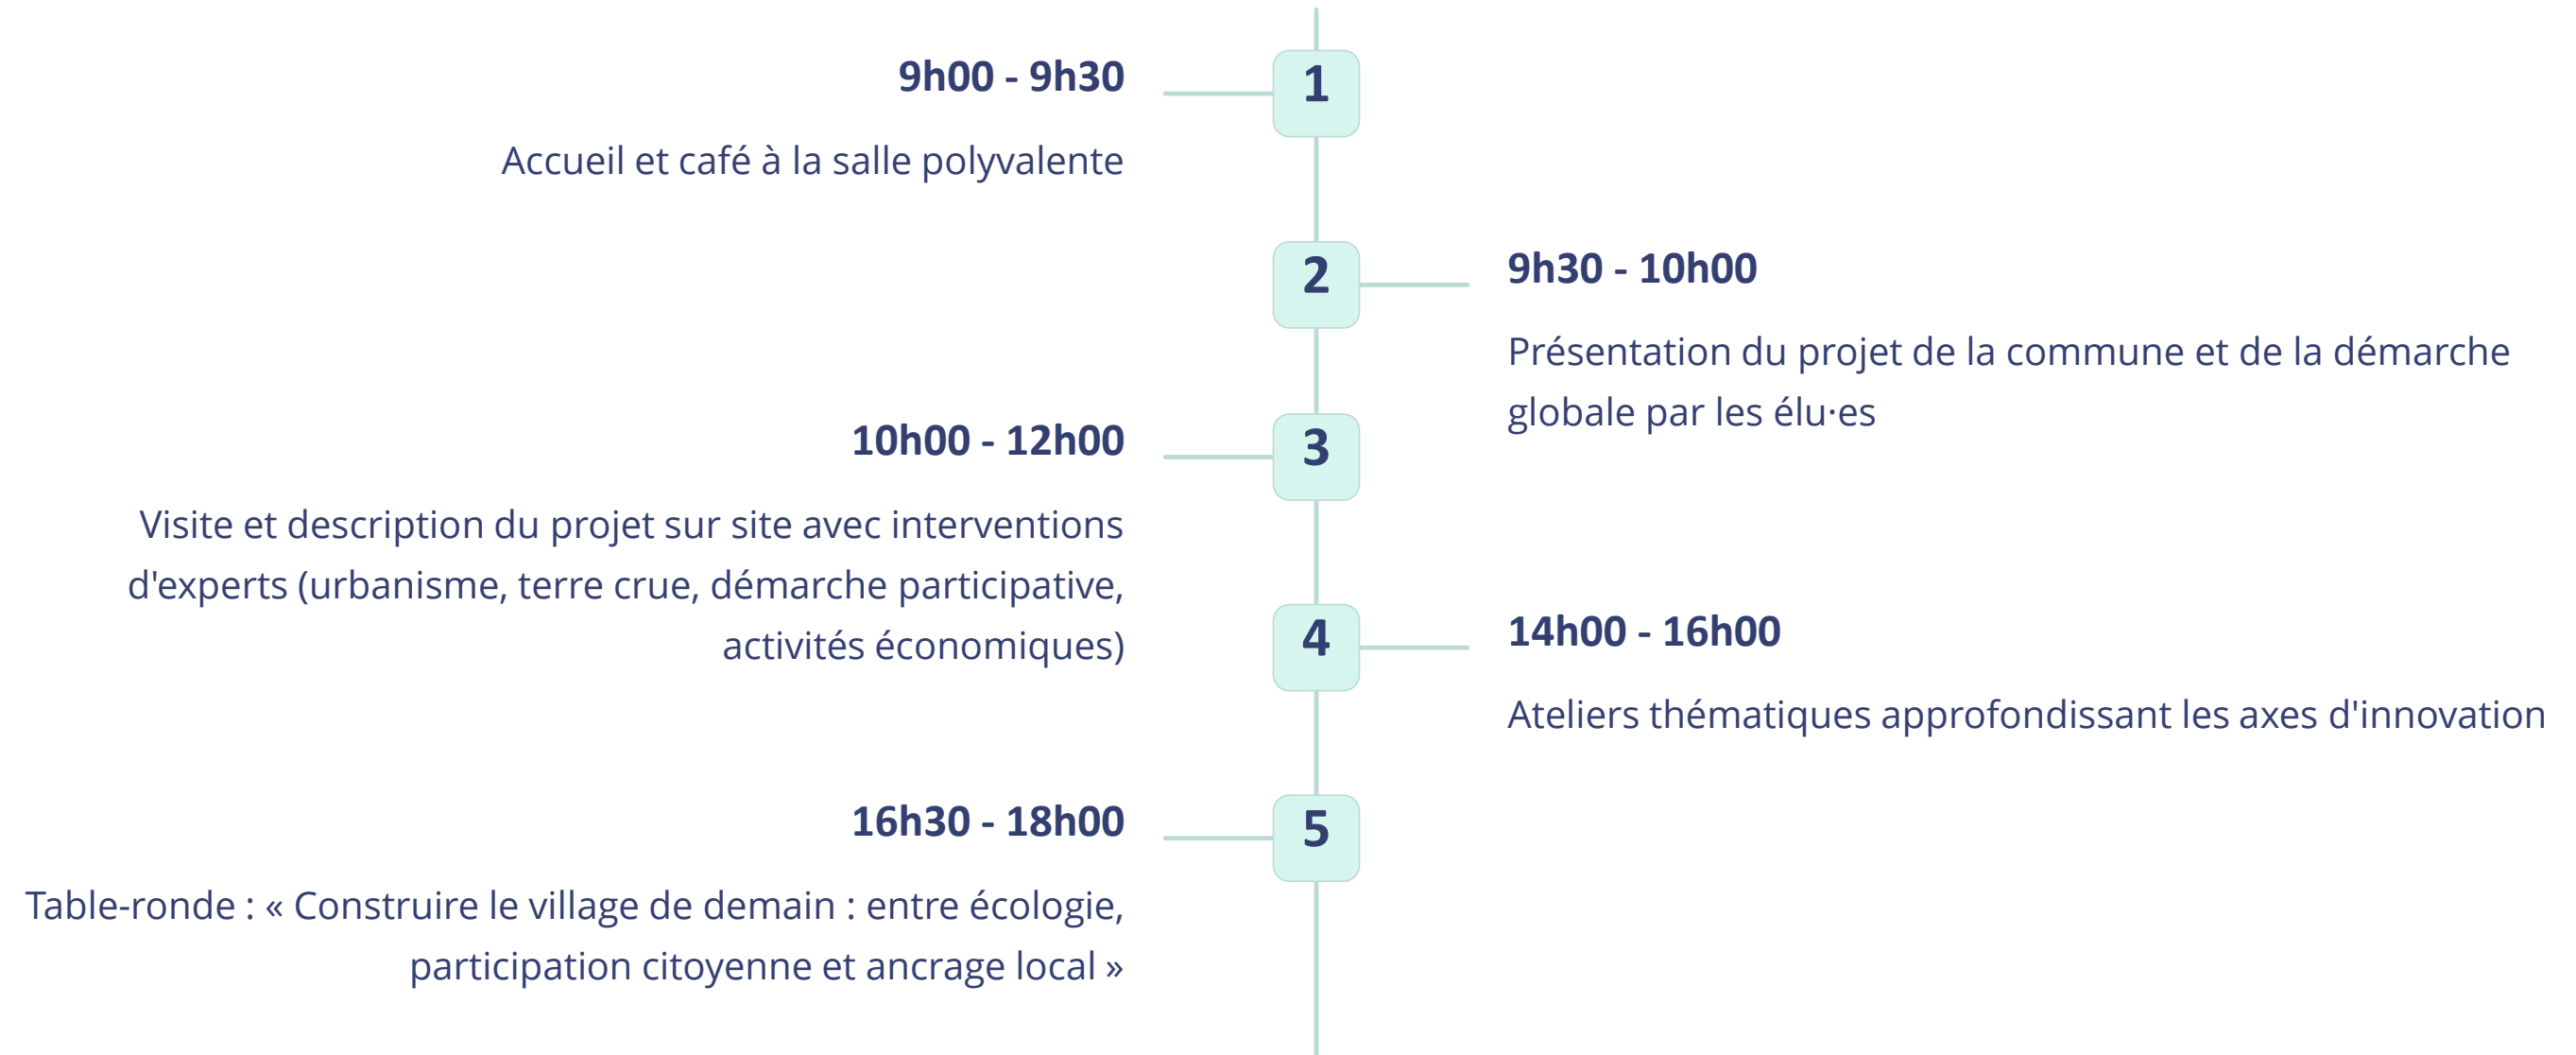 1
9h00 - 9h30
Accueil et café à la salle polyvalente
2
9h30 - 10h00
Présentation du projet de la commune et de la démarche
globale par les élu·es
3
10h00 - 12h00
Visite et description du projet sur site avec interventions
d'experts (urbanisme, terre crue, démarche participative,
activités économiques)
4
14h00 - 16h00
Ateliers thématiques approfondissant les axes d'innovation
5
16h30 - 18h00
Table-ronde : « Construire le village de demain : entre écologie,
participation citoyenne et ancrage local »